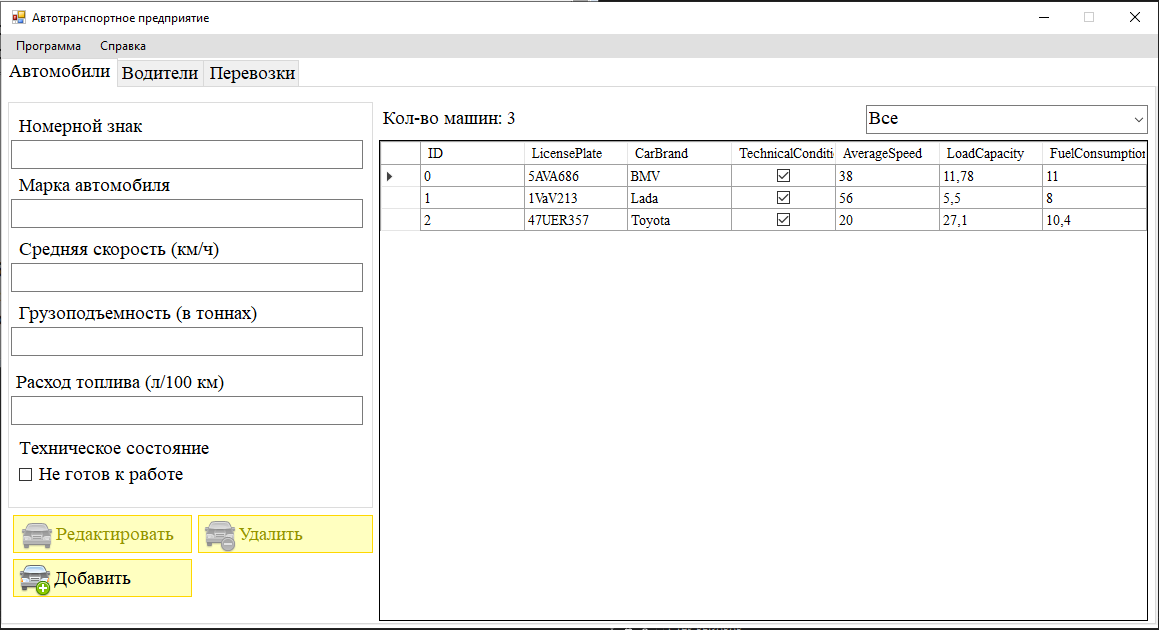 Автотранспортное предприятие
Программа Справка
Автомобили Водители Перевозки
Номерной знак
Марка автомобиля
Средняя скорость (км/ч)
Грузоподъемность (в тоннах)
Расход топлива (л/100 км)
Техническое состояние
Не готов к работе
Редактировать Удалить
Добавить
Кол-во машин: 3 Все
ID LicensePlate CarBrand TechnicalConditi AverageSpeed LoadCapacity FuelConsumption
0 5AVA686 BMV 38 11,78 11
1 1VaV213 Lada 56 5,5 8
2 47UER357 Toyota 20 27,1 10,4